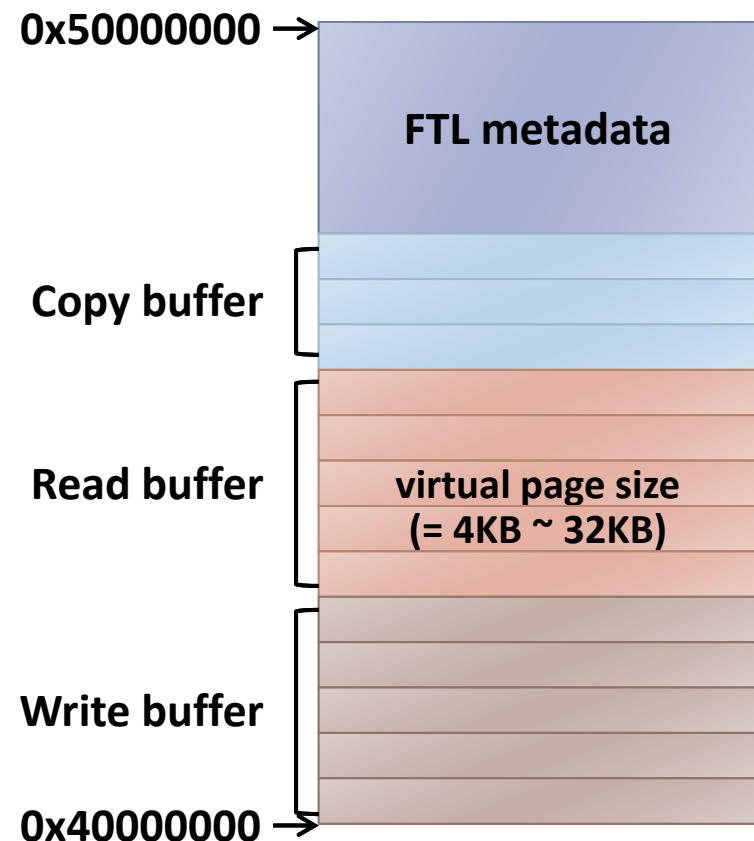 0x50000000
FTL metadata
Copy buffer
Read buffer
virtual page size
(= 4KB ~ 32KB)
Write buffer
0x40000000